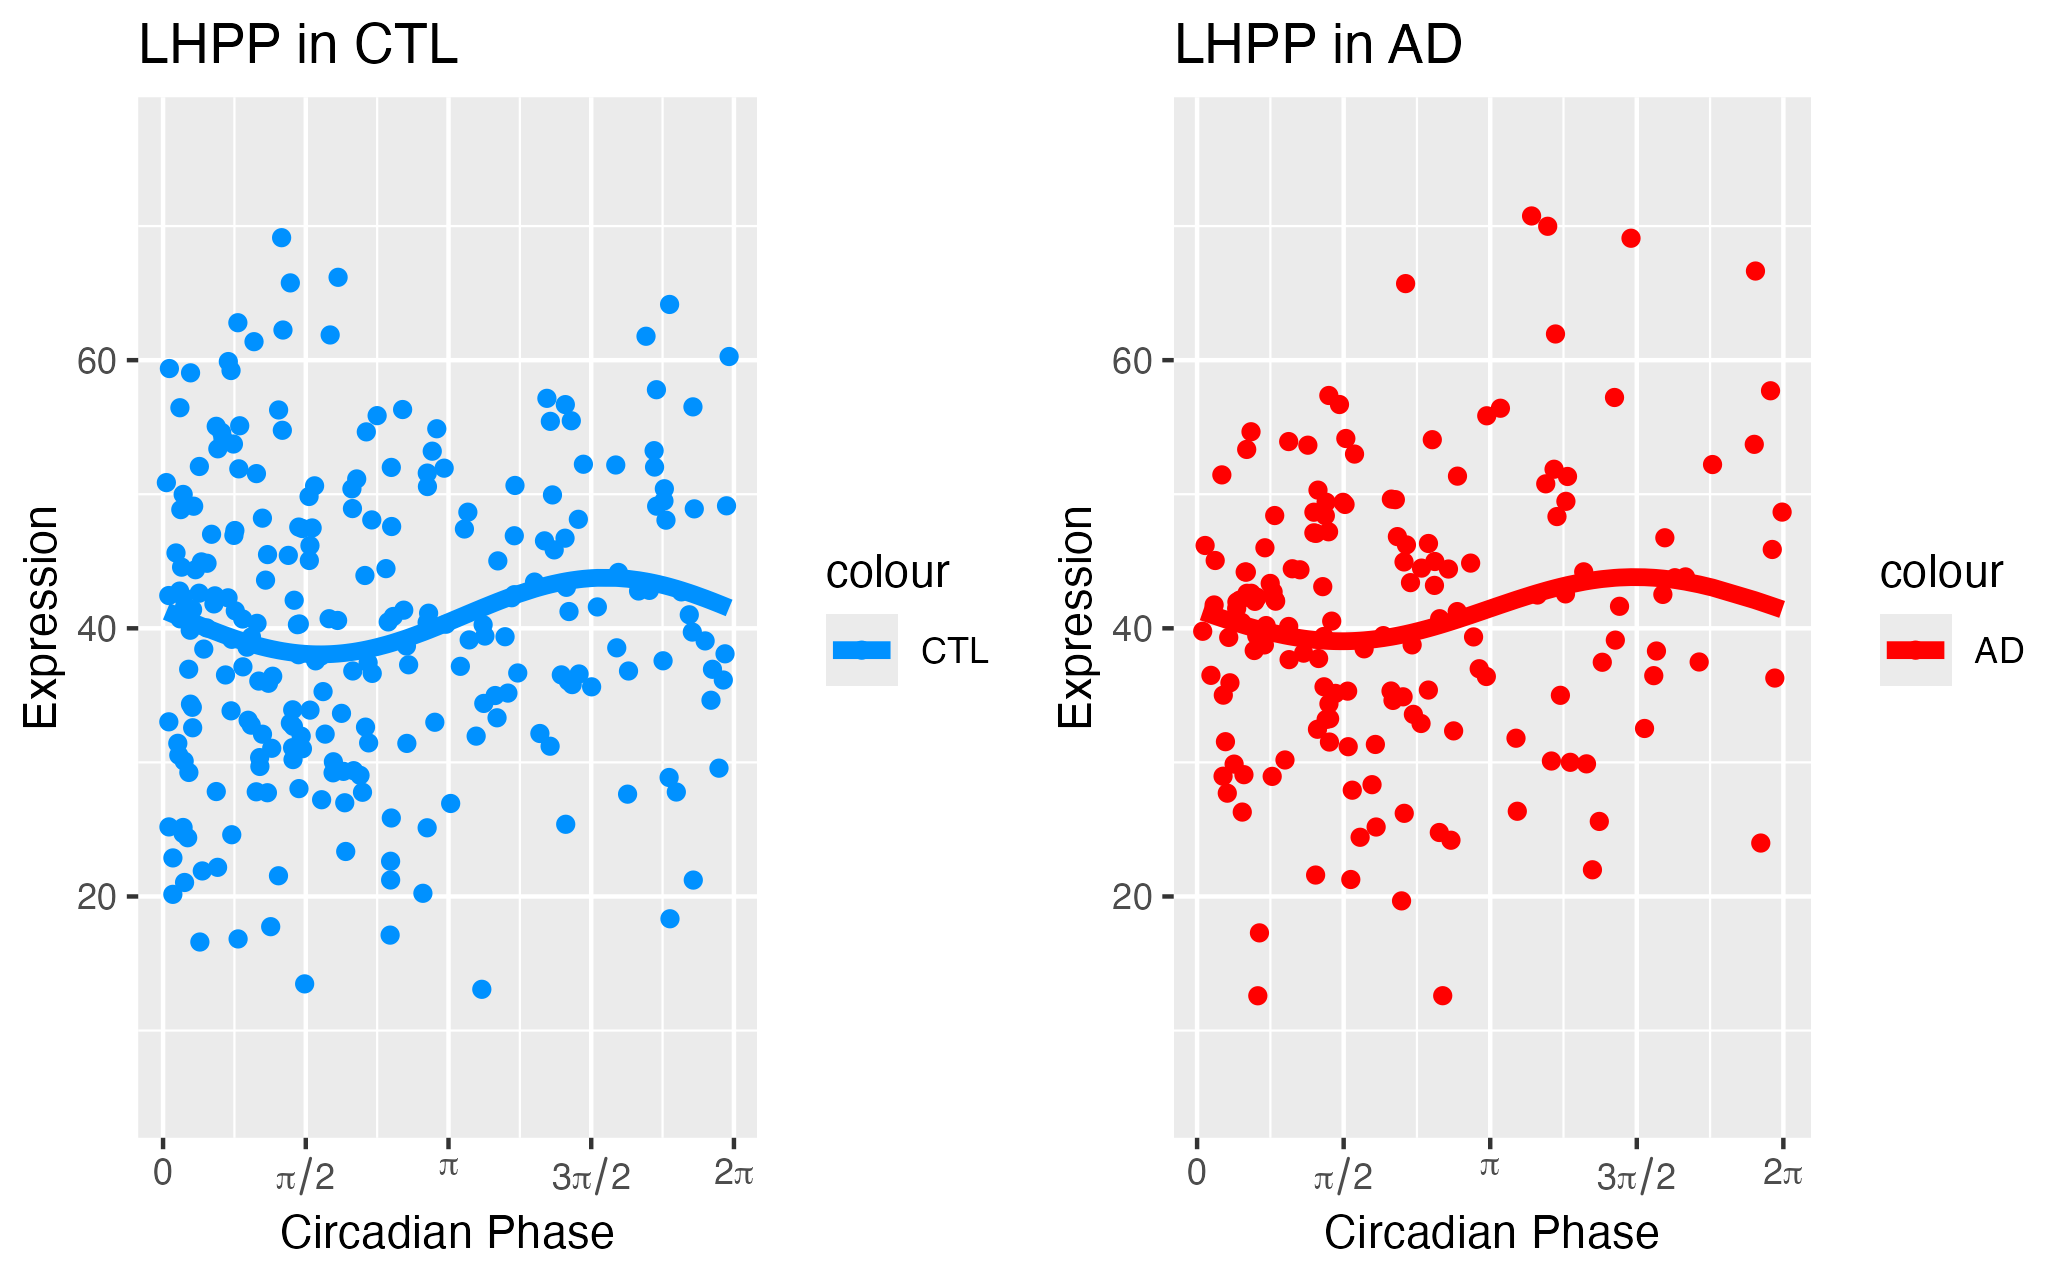 LHPP in CTL
Expression
60
40
20
0
π/2
π
3π/2
2π
Circadian Phase
colour
CTL
LHPP in AD
Expression
60
40
20
0
π/2
π
3π/2
2π
Circadian Phase
colour
AD